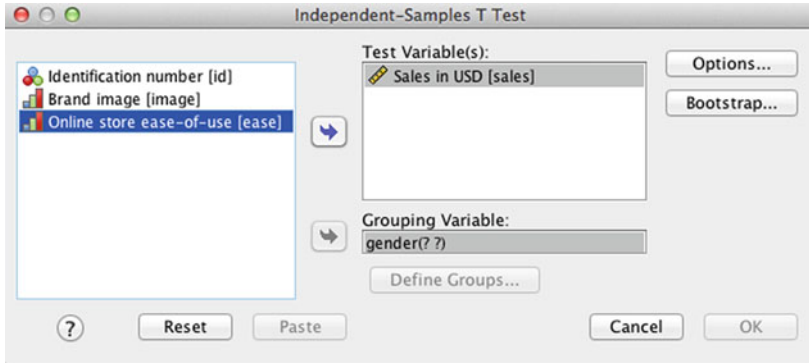 Independent-Samples T Test
Identification number [id]
Brand image [image]
Online store ease-of-use [ease]
Test Variable(s):
Sales in USD [sales]
Grouping Variable:
gender(? ?)
Define Groups...
Options...
Bootstrap...
?
Reset
Paste
Cancel
OK